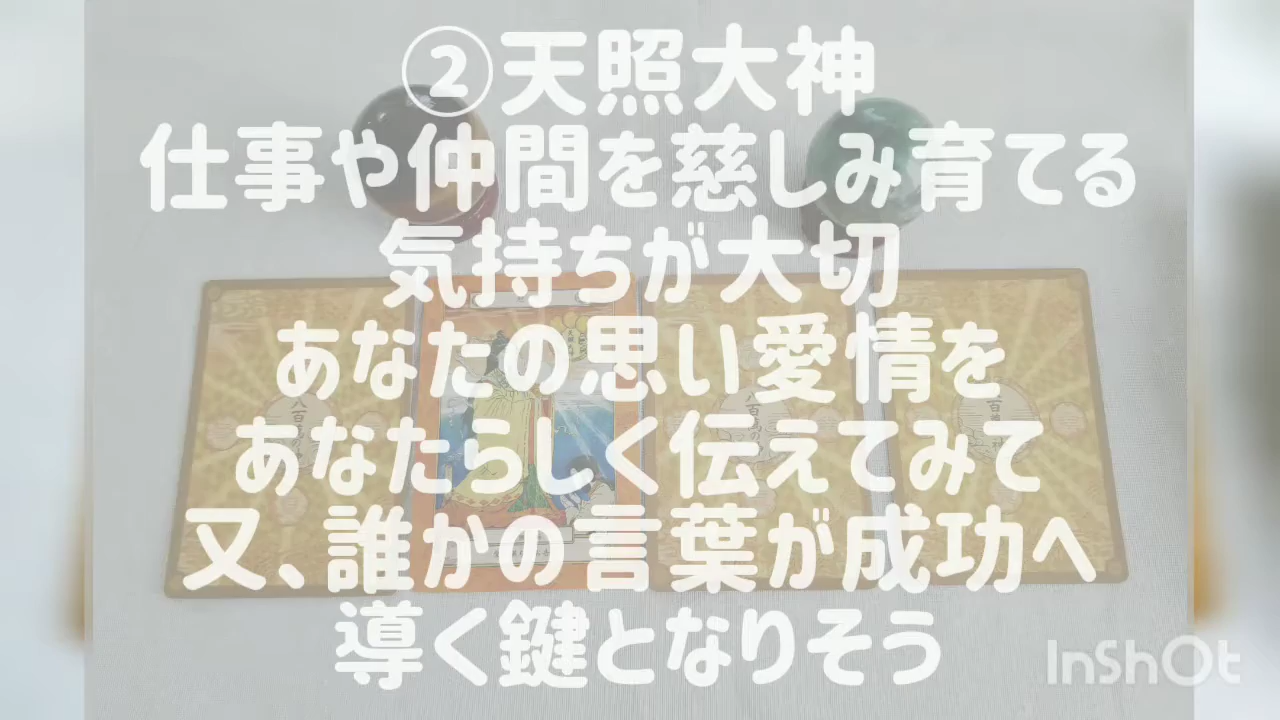 ②天照大神
仕事や仲間を慈しみ育てる
気持ちが大切
あなたの思い愛情を
あなたらしく伝えてみて
又、誰かの言葉が成功へ
導く鍵となりそう
InShOt